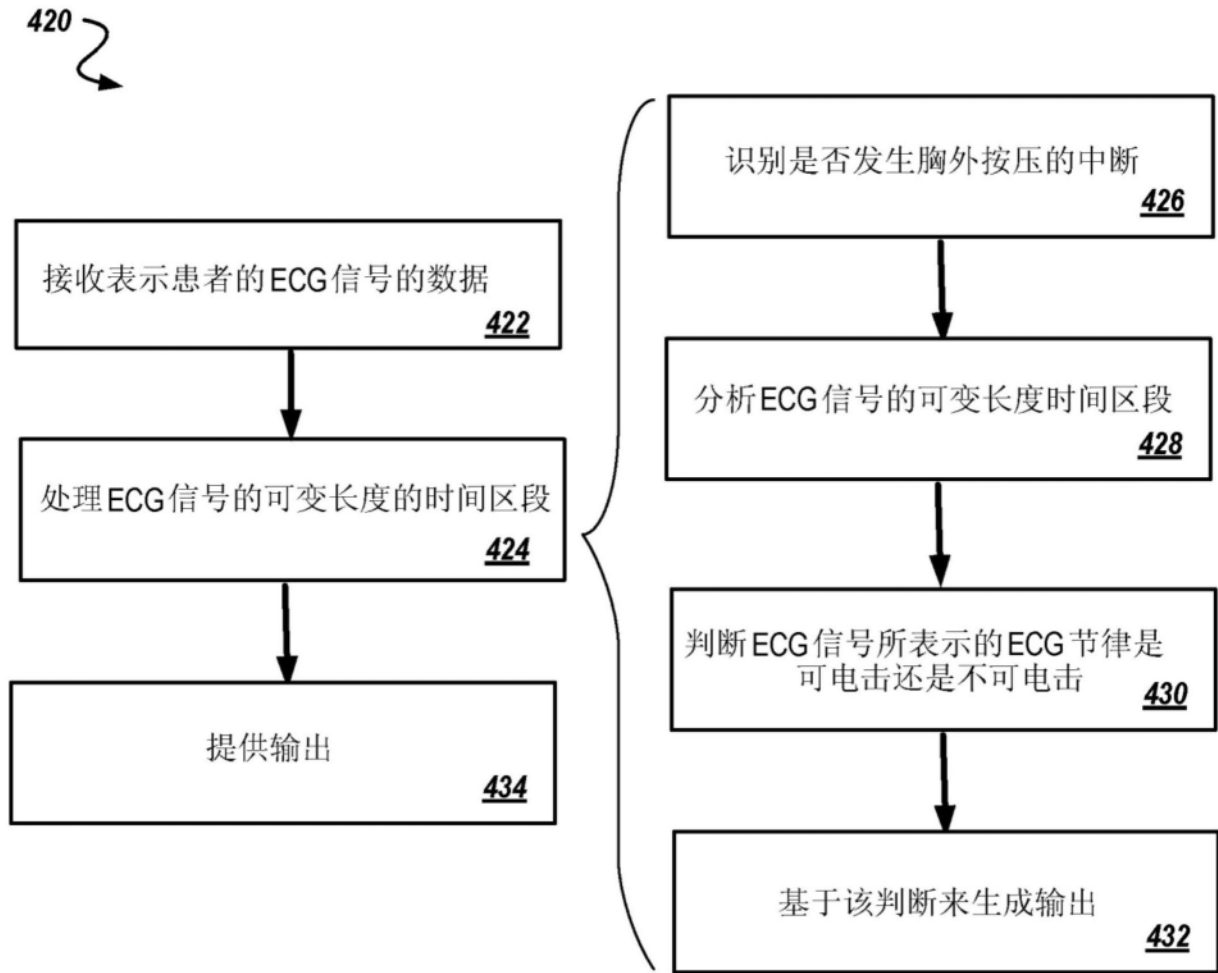 420
接收表示患者的ECG信号的数据
422
处理ECG信号的可变长度的时间区段
424
提供输出
434
识别是否发生胸外按压的中断
426
分析ECG信号的可变长度时间区段
428
判断ECG信号所表示的ECG节律是
可电击还是不可电击
430
基于该判断来生成输出
432